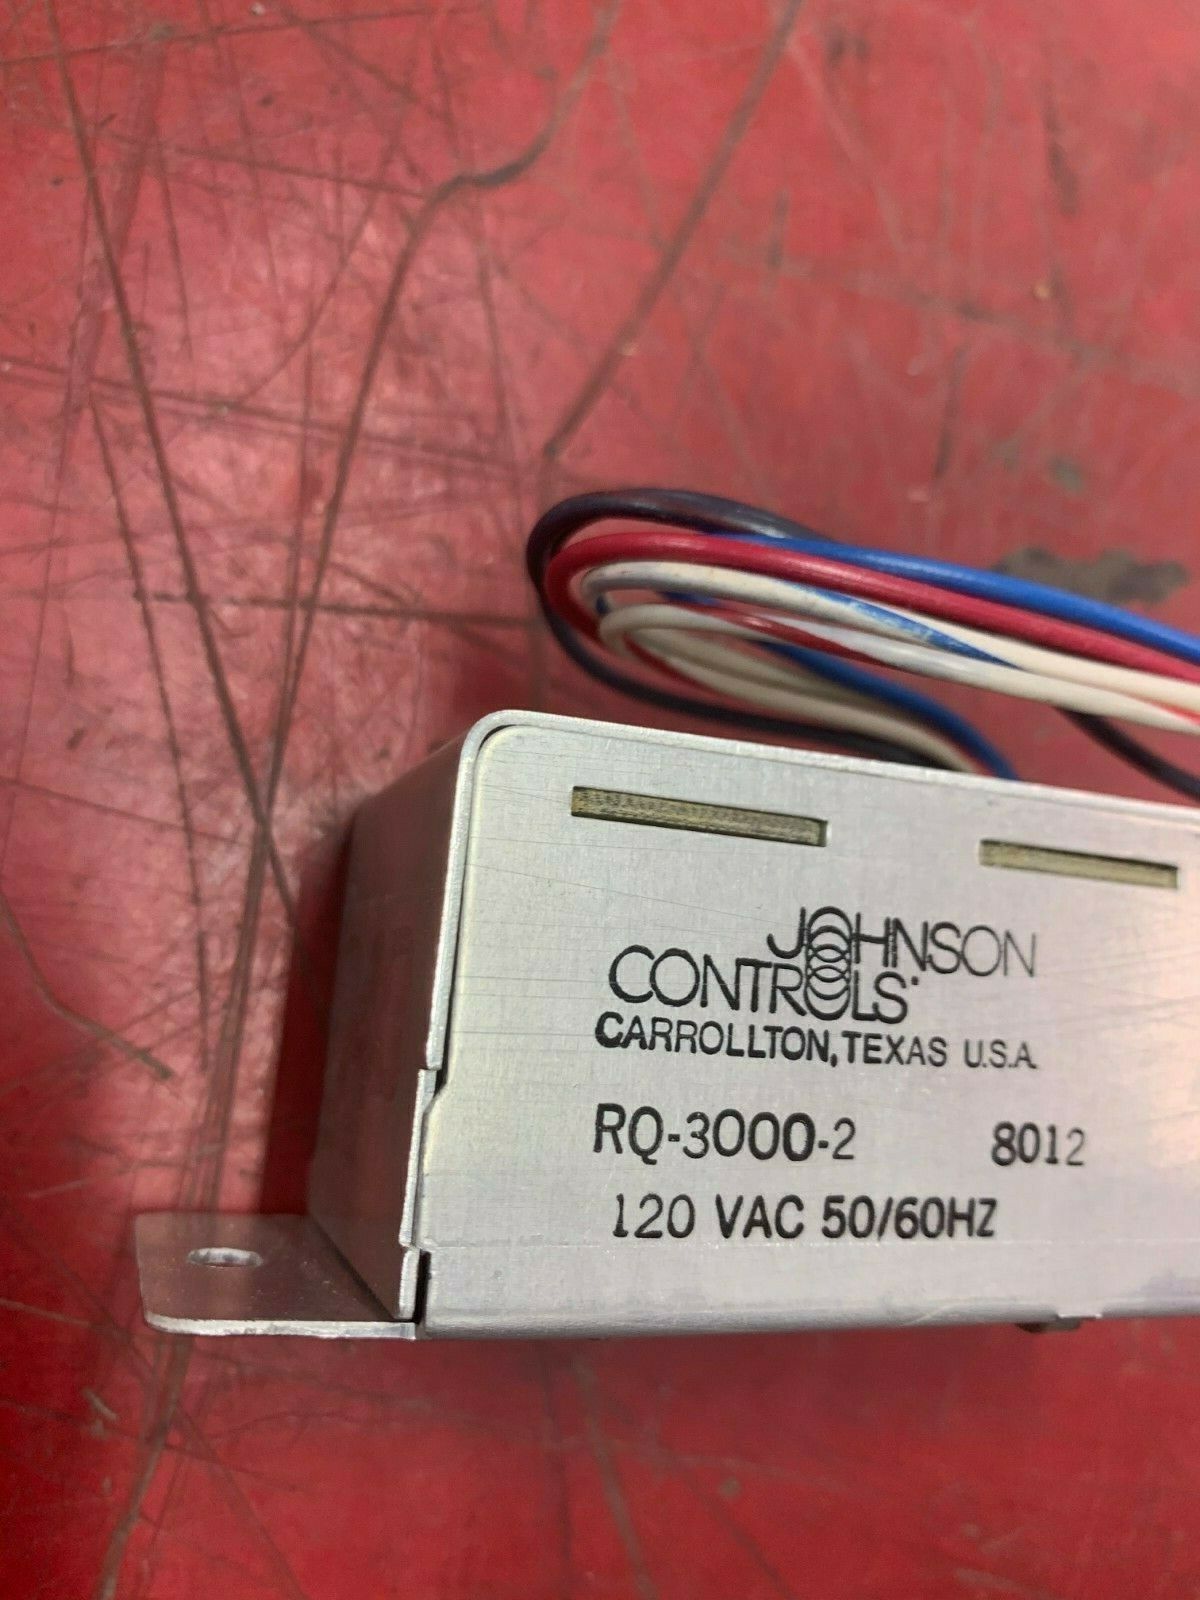 JOHNSON
CONTROLS
CARROLLTON, TEXAS U.S.A.
RQ-3000-2 8012
120 VAC 50/60HZ